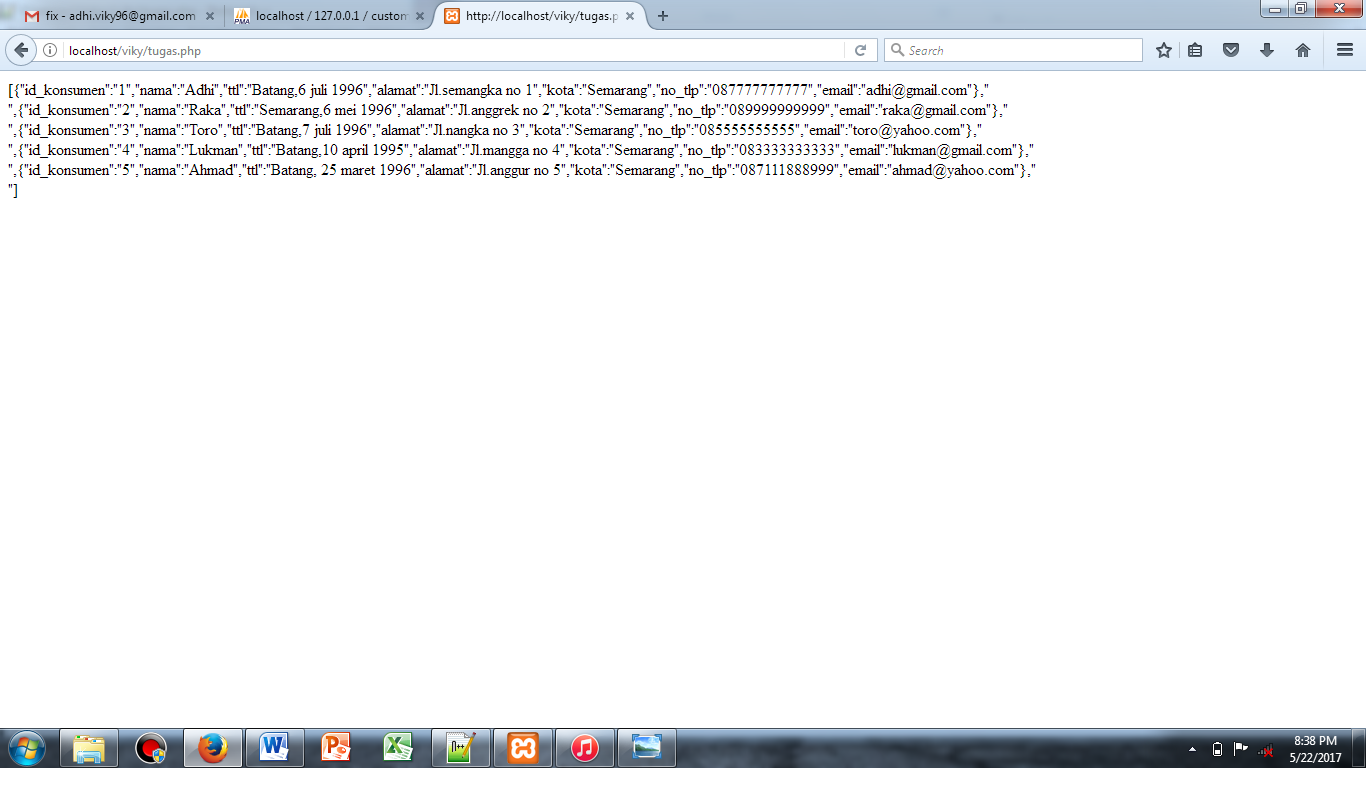 fix - adhi.viky96@gmail.com
localhost / 127.0.0.1 / custom
http://localhost/viky/tugas.p
localhost/viky/tugas.php
Search
[{"id_konsumen":"1","nama":"Adhi","ttl":"Batang,6 juli 1996","alamat":"Jl.semangka no 1","kota":"Semarang","no_tlp":"087777777777","email":"adhi@gmail.com"},"
",{"id_konsumen":"2","nama":"Raka","ttl":"Semarang,6 mei 1996","alamat":"Jl.anggrek no 2","kota":"Semarang","no_tlp":"089999999999","email":"raka@gmail.com"},"
",{"id_konsumen":"3","nama":"Toro","ttl":"Batang,7 juli 1996","alamat":"Jl.nangka no 3","kota":"Semarang","no_tlp":"085555555555","email":"toro@yahoo.com"},"
",{"id_konsumen":"4","nama":"Lukman","ttl":"Batang,10 april 1995","alamat":"Jl.mangga no 4","kota":"Semarang","no_tlp":"083333333333","email":"lukman@gmail.com"},"
",{"id_konsumen":"5","nama":"Ahmad","ttl":"Batang, 25 maret 1996","alamat":"Jl.anggur no 5","kota":"Semarang","no_tlp":"087111888999","email":"ahmad@yahoo.com"},"
"]
8:38 PM
5/22/2017